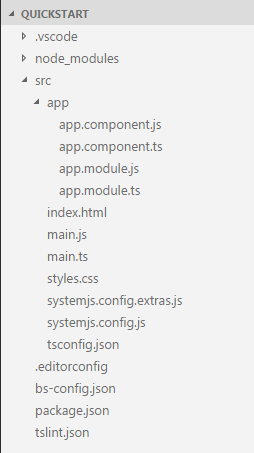 QUICKSTART
.vscode
node_modules
src
app
app.component.js
app.component.ts
app.module.js
app.module.ts
index.html
main.js
main.ts
styles.css
systemjs.config.extras.js
systemjs.config.js
tsconfig.json
.editorconfig
bs-config.json
package.json
tslint.json